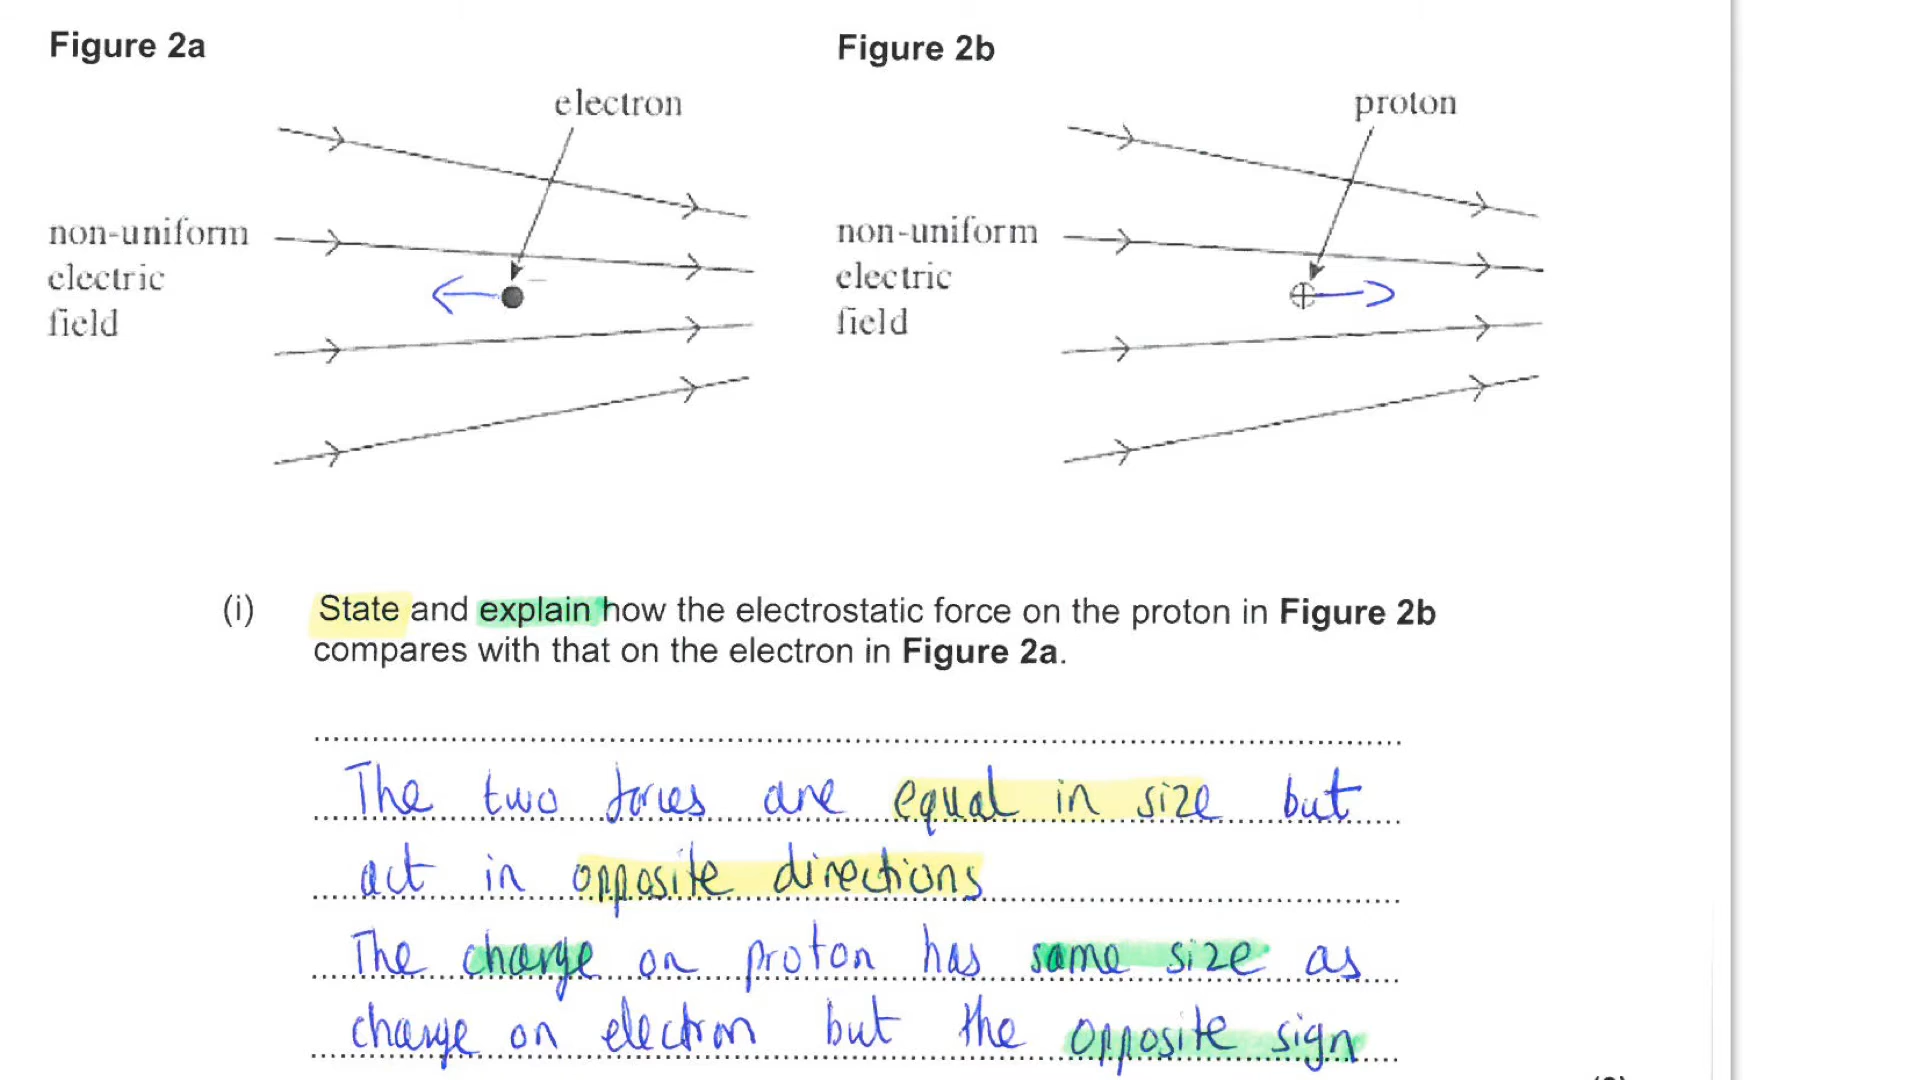 Figure 2a
Figure 2b
electron
proton
non-uniform
electric
field
non-uniform
electric
field
(i) State and explain how the electrostatic force on the proton in Figure 2b
compares with that on the electron in Figure 2a.
The two forces are equal in size but
act in opposite directions
The charge on proton has same size as
charge on electron but the opposite sign